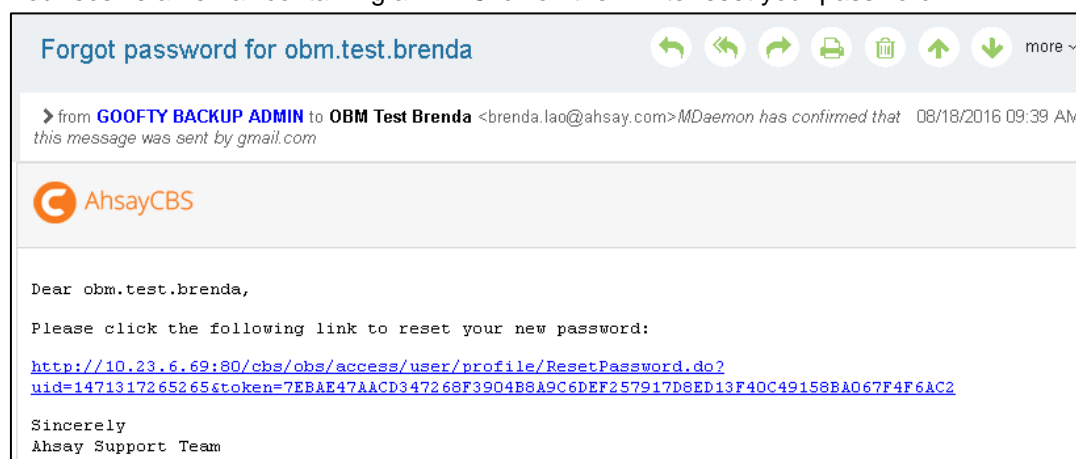 Forgot password for obm.test.brenda
more
from GOOFTY BACKUP ADMIN to OBM Test Brenda <brenda.lao@ahsay.com>MDaemon has confirmed that 08/18/2016 09:39 AM
this message was sent by gmail.com
AhsayCBS
Dear obm.test.brenda,
Please click the following link to reset your new password:
http://10.23.6.69:80/cbs/obs/access/user/profile/ResetPassword.do?
uid=1471317265265&token=7EBAE47AACD347268F3904B8A9C6DEF257917D8ED13F40C49158BA067F4F6AC2
Sincerely
Ahsay Support Team